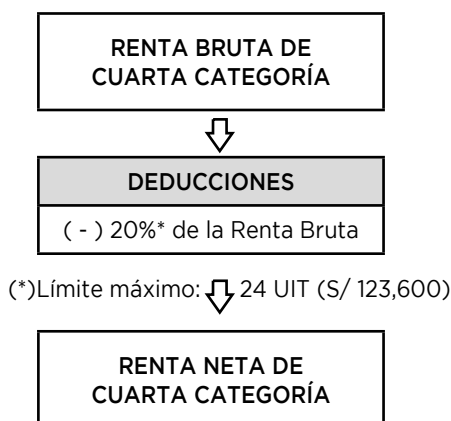 RENTA BRUTA DE
CUARTA CATEGORÍA
DEDUCCIONES
( - ) 20%* de la Renta Bruta
(*)Límite máximo: 24 UIT (S/ 123,600)
RENTA NETA DE
CUARTA CATEGORÍA